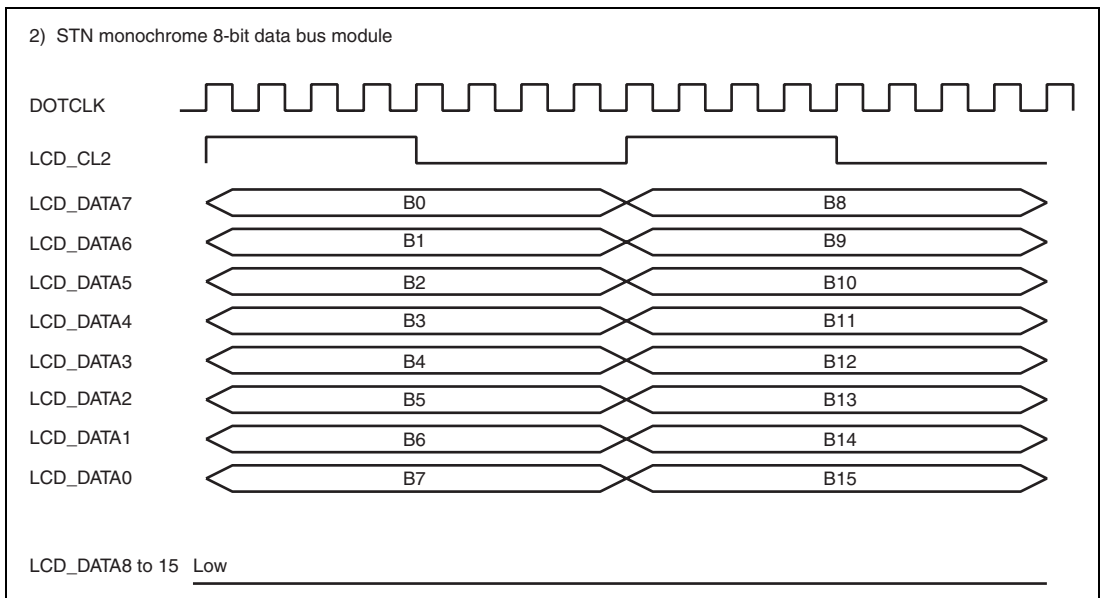 2) STN monochrome 8-bit data bus module
DOTCLK
LCD_CL2
LCD_DATA7 B0 B8
LCD_DATA6 B1 B9
LCD_DATA5 B2 B10
LCD_DATA4 B3 B11
LCD_DATA3 B4 B12
LCD_DATA2 B5 B13
LCD_DATA1 B6 B14
LCD_DATA0 B7 B15
LCD_DATA8 to 15 Low